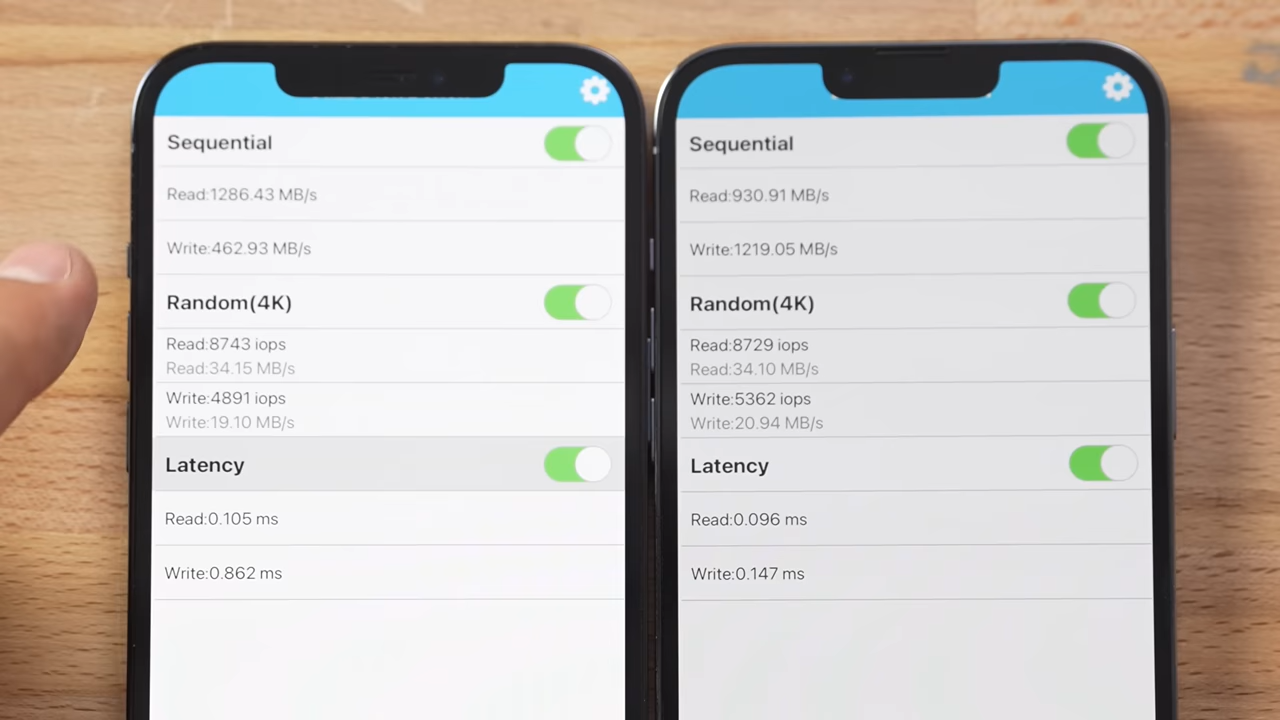 Sequential
Read:1286.43 MB/s
Write:462.93 MB/s
Random(4K)
Read:8743 iops
Read:34.15 MB/s
Write:4891 iops
Write:19.10 MB/s
Latency
Read:0.105 ms
Write:0.862 ms
Sequential
Read:930.91 MB/s
Write:1219.05 MB/s
Random(4K)
Read:8729 iops
Read:34.10 MB/s
Write:5362 iops
Write:20.94 MB/s
Latency
Read:0.096 ms
Write:0.147 ms